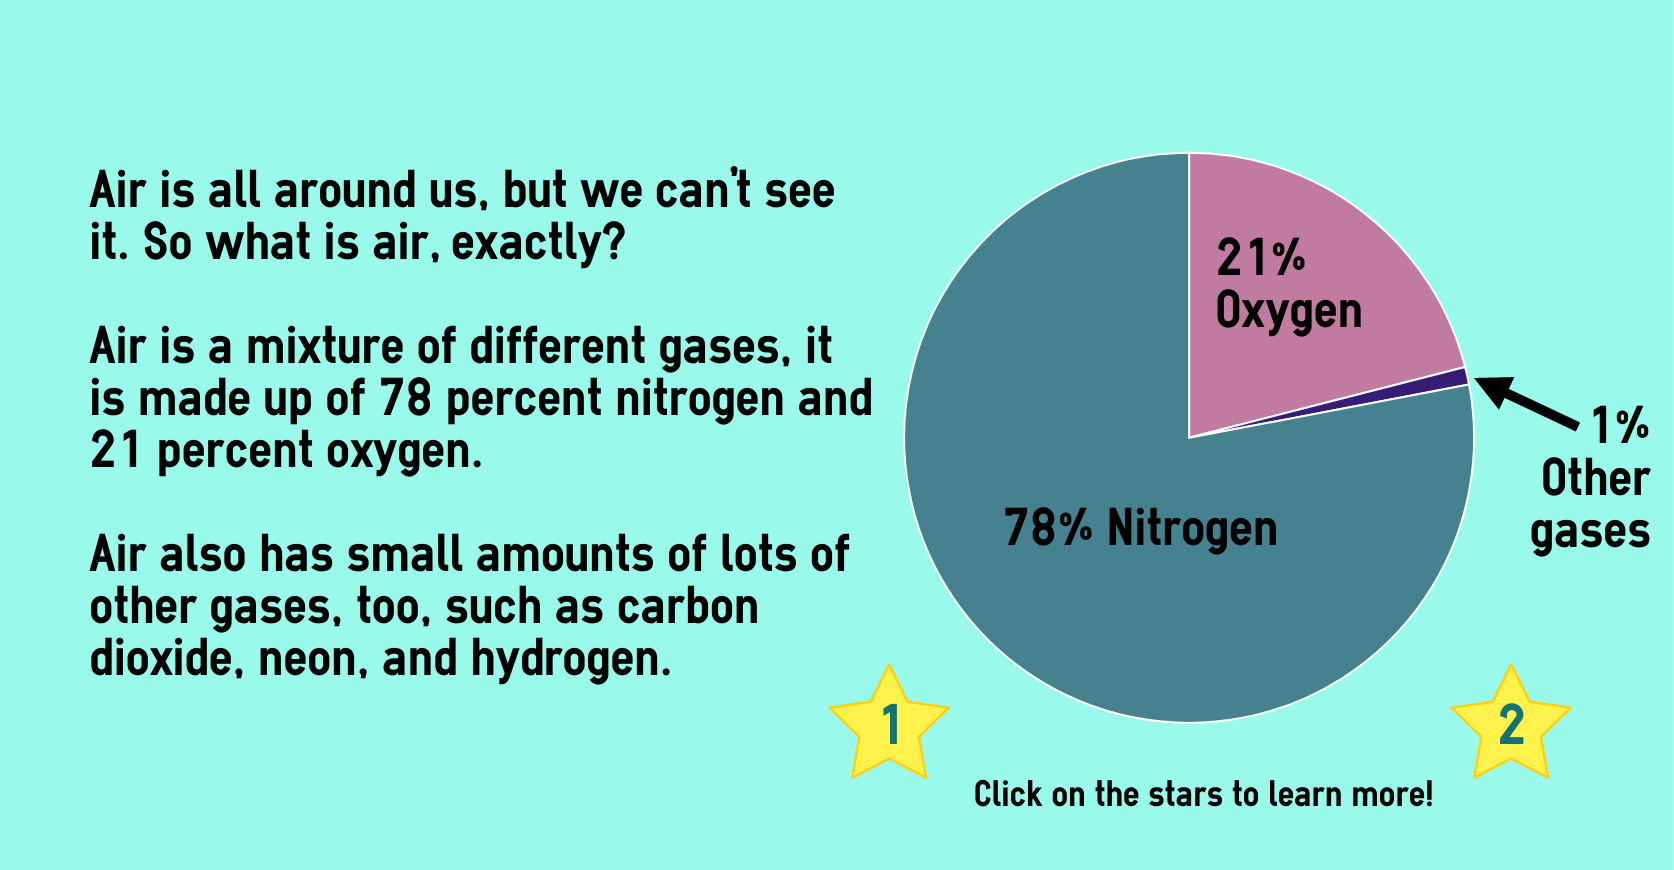 Air is all around us, but we can't see
it. So what is air, exactly?
Air is a mixture of different gases, it
is made up of 78 percent nitrogen and
21 percent oxygen.
Air also has small amounts of lots of
other gases, too, such as carbon
dioxide, neon, and hydrogen.
21%
Oxygen
1%
Other
gases
78% Nitrogen
1
2
Click on the stars to learn more!